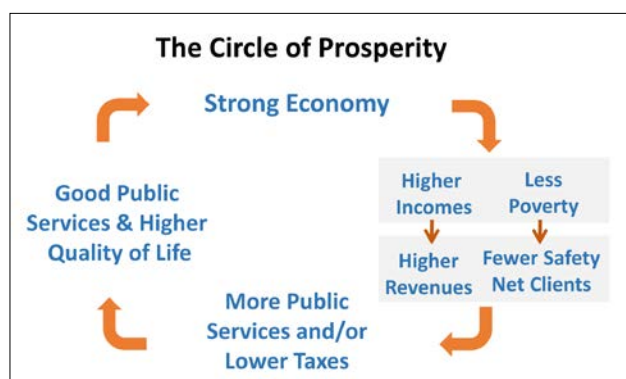 The Circle of Prosperity
Strong Economy
Higher
Incomes
Less
Poverty
Higher
Revenues
Fewer Safety
Net Clients
More Public
Services and/or
Lower Taxes
Good Public
Services & Higher
Quality of Life